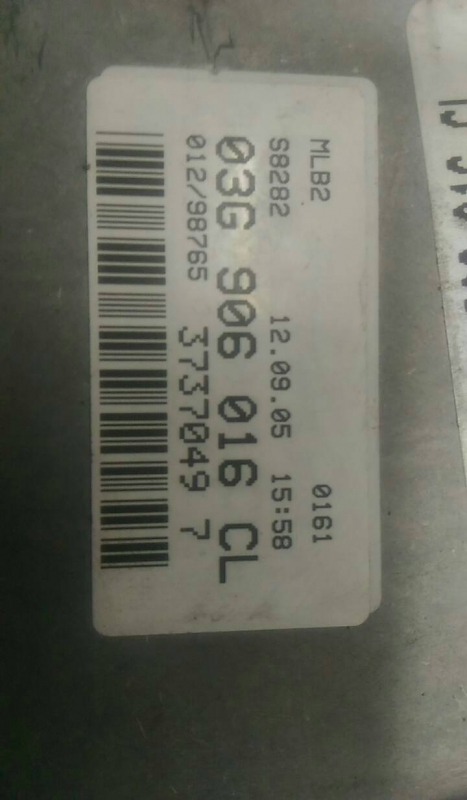 MLB2 0161
S8282 12.09.05 15:58
03G 906 016 CL
012/98765 3737049 7